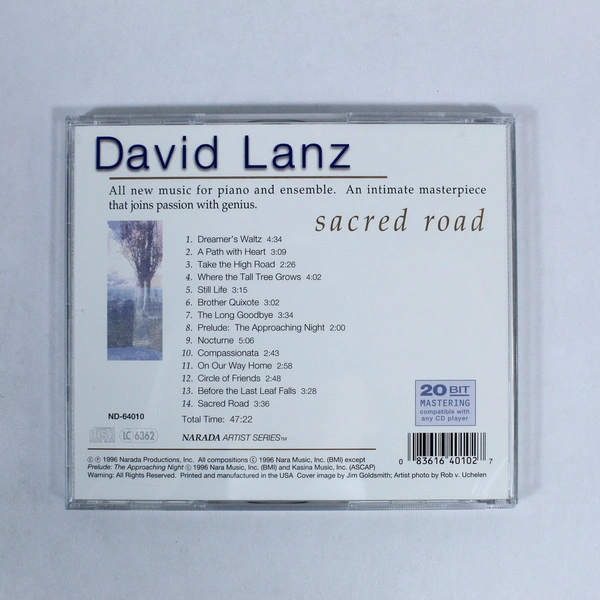 David Lanz
All new music for piano and ensemble. An intimate masterpiece
that joins passion with genius.
sacred road
1. Dreamer's Waltz 4:34
2. A Path with Heart 3:09
3. Take the High Road 2:26
4. Where the Tall Tree Grows 4:02
5. Still Life 3:15
6. Brother Quixote 3:02
7. The Long Goodbye 3:34
8. Prelude: The Approaching Night 2:00
9. Nocturne 5:06
10. Compassionata 2:43
11. On Our Way Home 2:58
12. Circle of Friends 2:48
13. Before the Last Leaf Falls 3:28
14. Sacred Road 3:36
Total Time: 47:22
20 BIT
MASTERING
compatible with
any CD player
ND-64010
LC 6362
NARADA ARTIST SERIES™
Ⓒ Ⓟ 1996 Narada Productions, Inc. All compositions Ⓒ 1996 Nara Music, Inc. (BMI) except
Prelude: The Approaching Night Ⓒ 1996 Nara Music, Inc. (BMI) and Kasina Music, Inc. (ASCAP)
Warning: All Rights Reserved. Printed and manufactured in the USA Cover image by Jim Goldsmith; Artist photo by Rob v. Uchelen
0 83616 40102 7